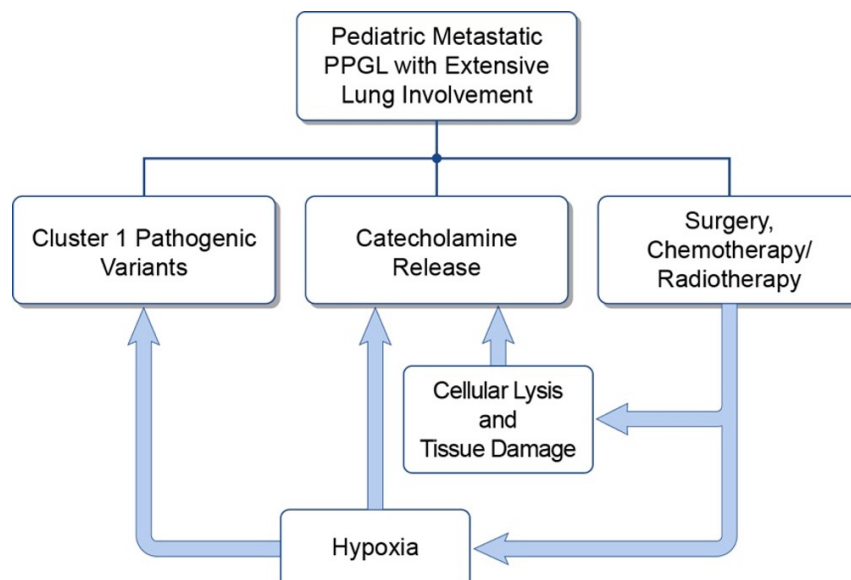 Pediatric Metastatic
PPGL with Extensive
Lung Involvement
Cluster 1 Pathogenic
Variants
Catecholamine
Release
Surgery,
Chemotherapy/
Radiotherapy
Cellular Lysis
and
Tissue Damage
Hypoxia